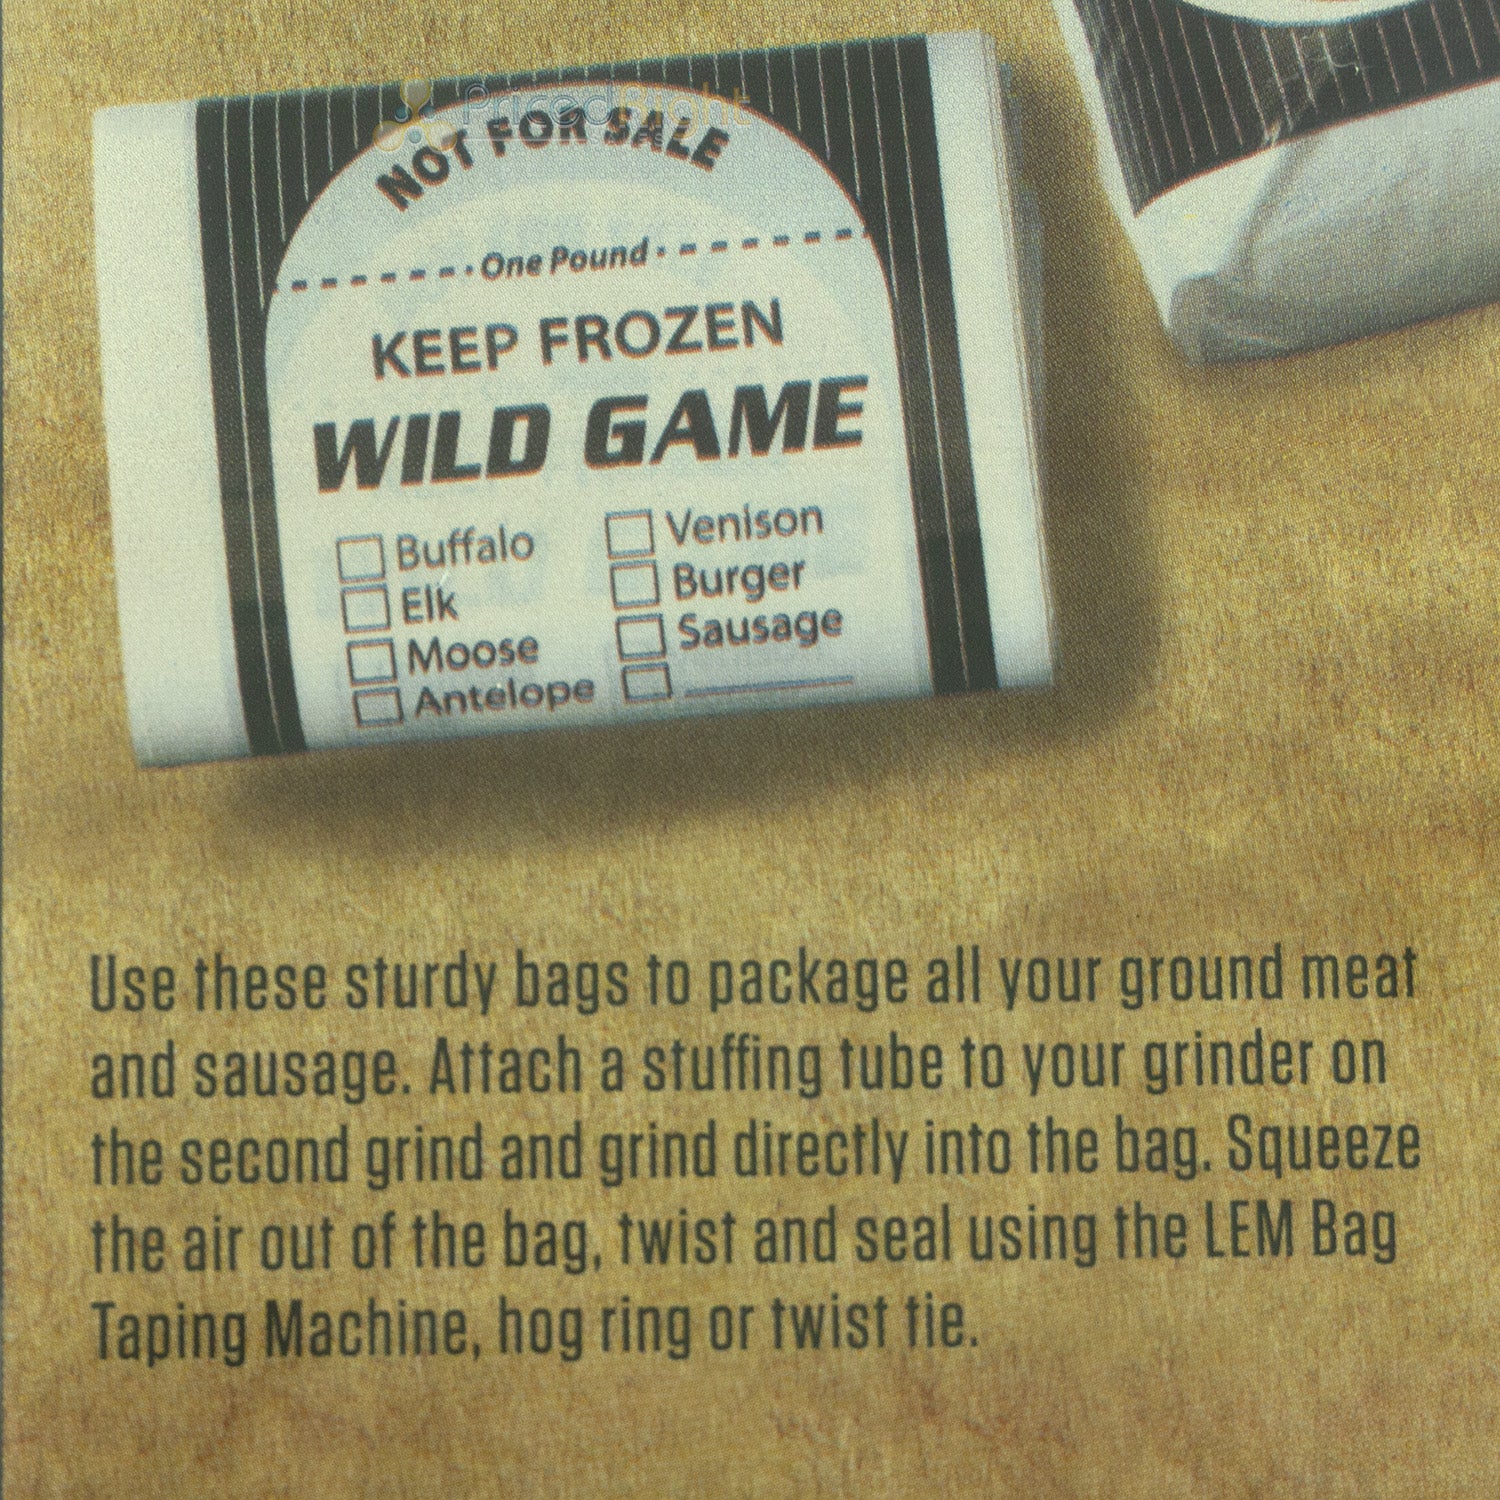 PricedRight
NOT FOR SALE
One Pound
KEEP FROZEN
WILD GAME
Buffalo
Elk
Moose
Antelope
Venison
Burger
Sausage
Use these sturdy bags to package all your ground meat
and sausage. Attach a stuffing tube to your grinder on
the second grind and grind directly into the bag. Squeeze
the air out of the bag, twist and seal using the LEM Bag
Taping Machine, hog ring or twist tie.